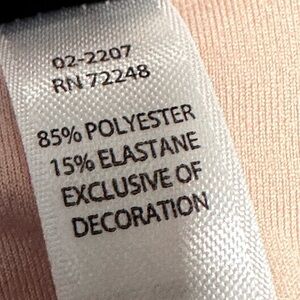 02-2207
RN 72248
85% POLYESTER
15% ELASTANE
EXCLUSIVE OF
DECORATION